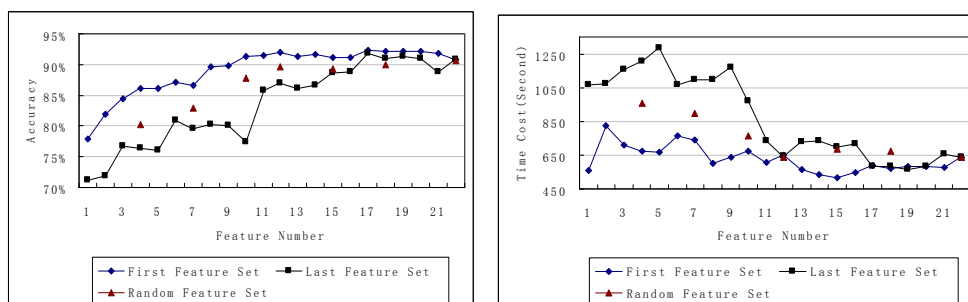 95%
90%
85%
80%
75%
70%
Accuracy
1 3 5 7 9 11 13 15 17 19 21
Feature Number
First Feature Set Last Feature Set
Random Feature Set
1250
1050
850
650
450
Time Cost(Second)
1 3 5 7 9 11 13 15 17 19 21
Feature Number
First Feature Set Last Feature Set
Random Feature Set